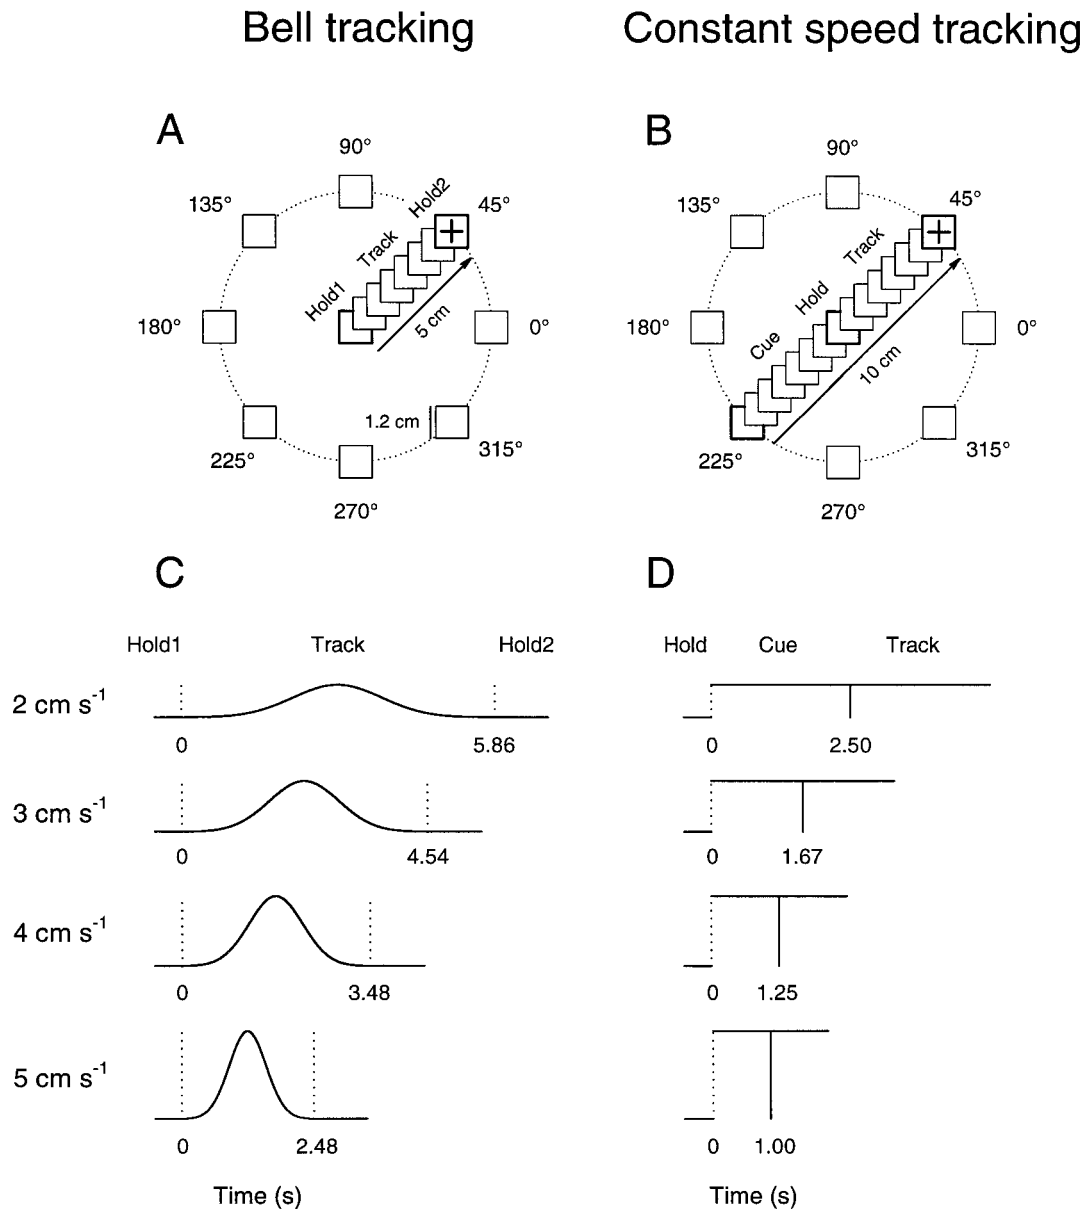 Bell tracking
Constant speed tracking
A
90°
135°
Hold2
45°
Track
Hold1
180°
5 cm
0°
1.2 cm
225°
315°
270°
B
90°
135°
45°
Track
Hold
180°
0°
Cue
10 cm
225°
315°
270°
C
Hold1 Track Hold2
2 cm s-1
0 5.86
3 cm s-1
0 4.54
4 cm s-1
0 3.48
5 cm s-1
0 2.48
Time (s)
D
Hold Cue Track
0 2.50
0 1.67
0 1.25
0 1.00
Time (s)